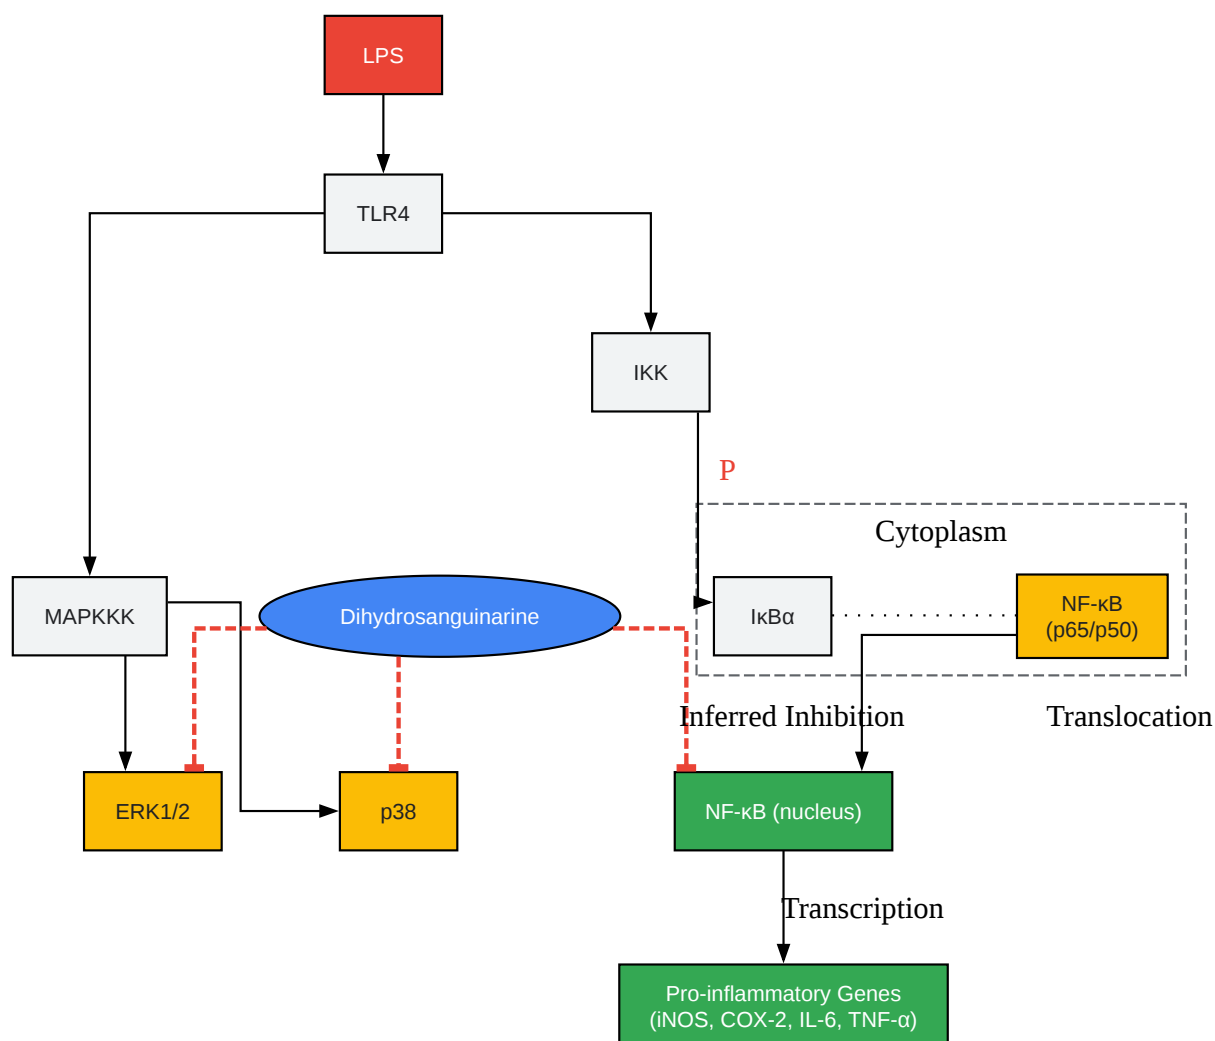 LPS
TLR4
IKK
P
Cytoplasm
MAPKKK
Dihydrosanguinarine
IκBα
NF-κB
(p65/p50)
Inferred Inhibition
Translocation
ERK1/2
p38
NF-κB (nucleus)
Transcription
Pro-inflammatory Genes
(iNOS, COX-2, IL-6, TNF-α)